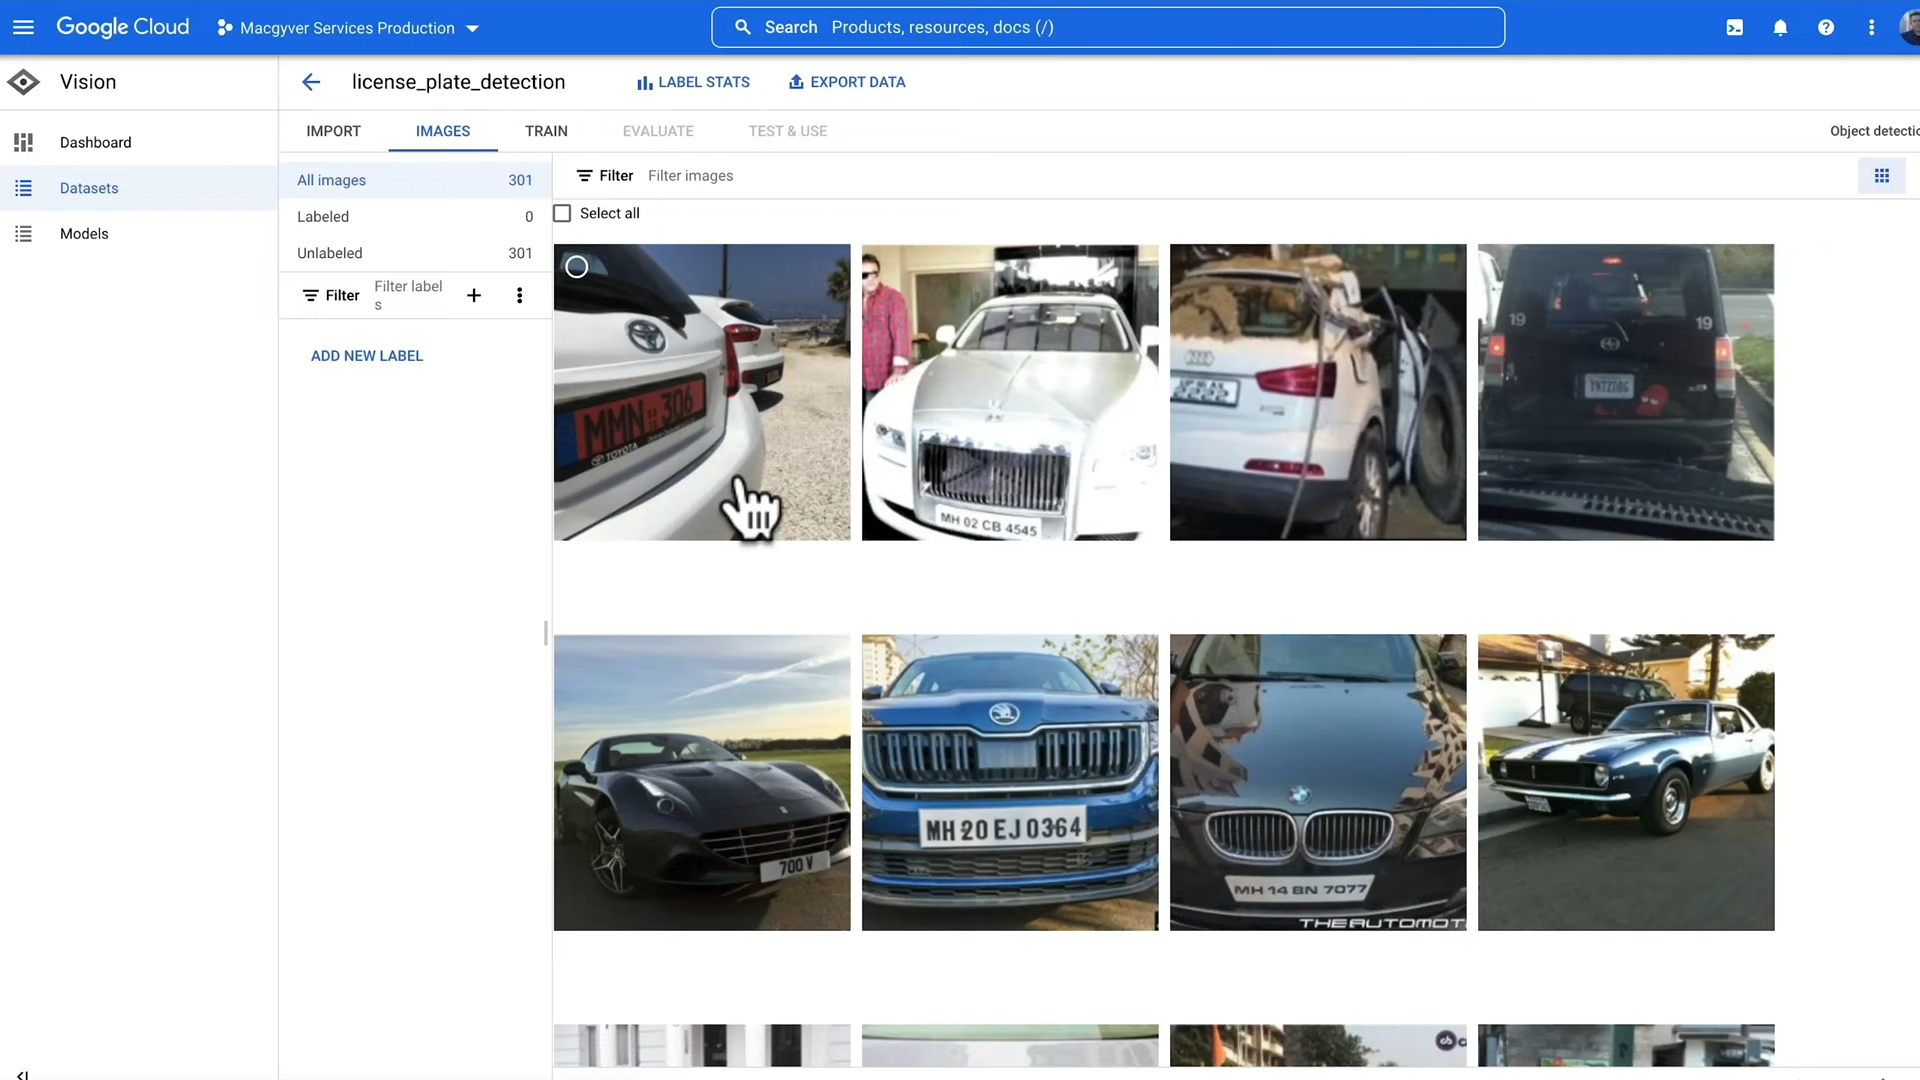 Google Cloud
Macgyver Services Production
Search Products, resources, docs (/)
Vision
license_plate_detection
LABEL STATS
EXPORT DATA
Dashboard
Datasets
Models
IMPORT
IMAGES
TRAIN
EVALUATE
TEST & USE
Object detectio
All images 301
Labeled 0
Unlabeled 301
Filter Filter label
s
ADD NEW LABEL
Filter Filter images
Select all
MMN 306
TOYOTA
MH 02 CB 4545
19
19
700 V
MH 20 EJ 0364
MH 14 BN 7077
THEAUTOMOT